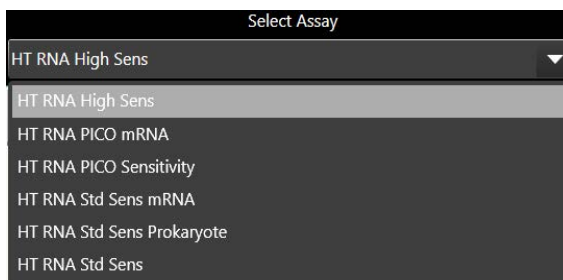 Select Assay
HT RNA High Sens
HT RNA High Sens
HT RNA PICO mRNA
HT RNA PICO Sensitivity
HT RNA Std Sens mRNA
HT RNA Std Sens Prokaryote
HT RNA Std Sens